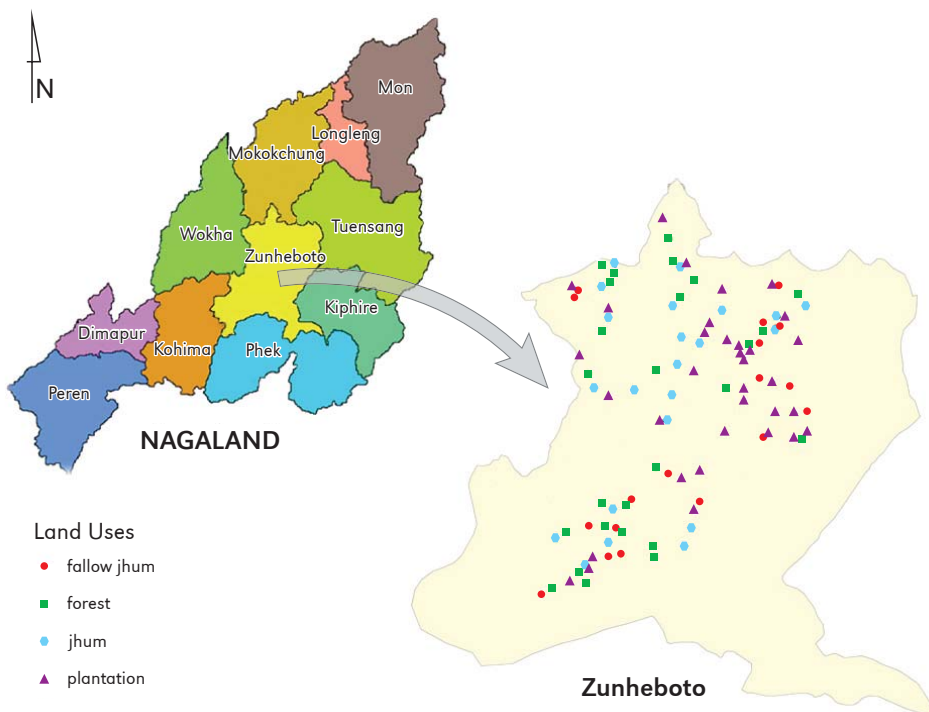 N
Mon
Longleng
Mokokchung
Tuensang
Wokha
Zunheboto
Kiphire
Dimapur
Kohima
Phek
Peren
NAGALAND
Land Uses
fallow jhum
forest
jhum
plantation
Zunheboto